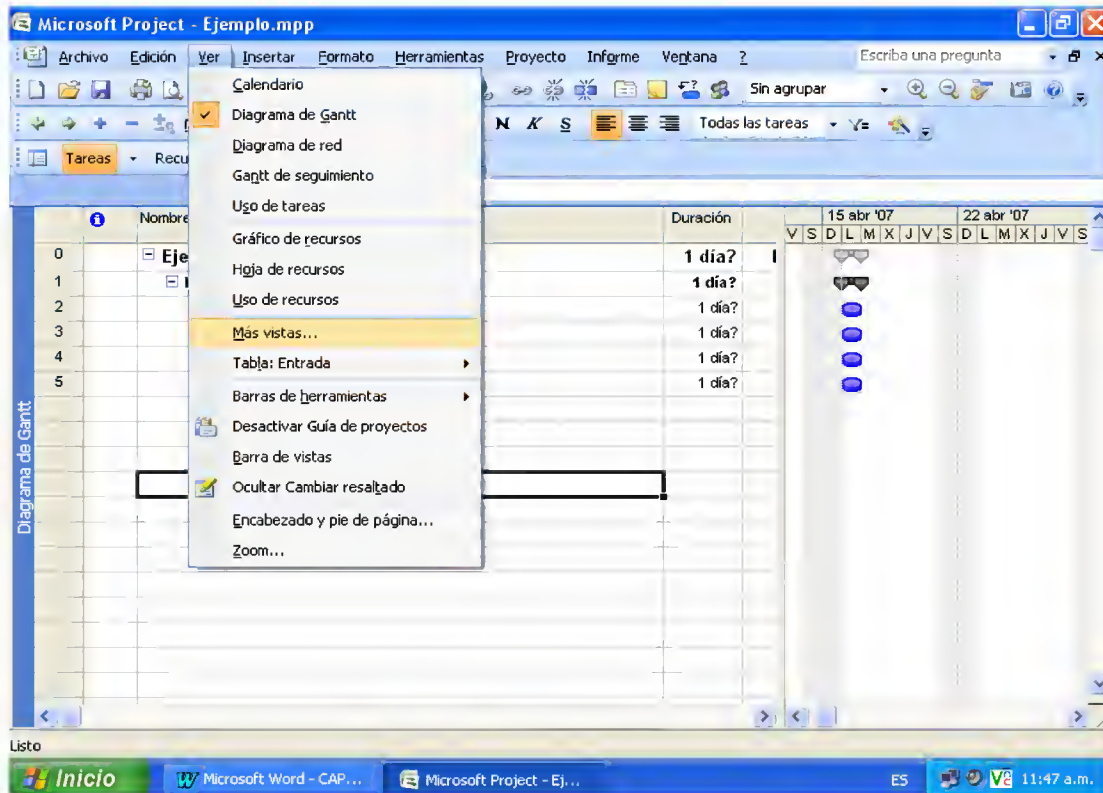 Microsoft Project - Ejemplo.mpp
Archivo Edición Ver Insertar Formato Herramientas Proyecto Informe Ventana ? Escriba una pregunta
Sin agrupar
N K S Todas las tareas
Tareas Recu
Calendario
Diagrama de Gantt
Diagrama de red
Gantt de seguimiento
Uso de tareas
Gráfico de recursos
Hoja de recursos
Uso de recursos
Más vistas...
Tabla: Entrada
Barras de herramientas
Desactivar Guía de proyectos
Barra de vistas
Ocultar Cambiar resaltado
Encabezado y pie de página...
Zoom...
Nombre Duración 15 abr '07 22 abr '07
V S D L M X J V S D L M X J V S
0 Eje 1 día?
1 1 día?
2 1 día?
3 1 día?
4 1 día?
5 1 día?
Diagrama de Gantt
Listo
Inicio Microsoft Word - CAP... Microsoft Project - Ej... ES 11:47 a.m.